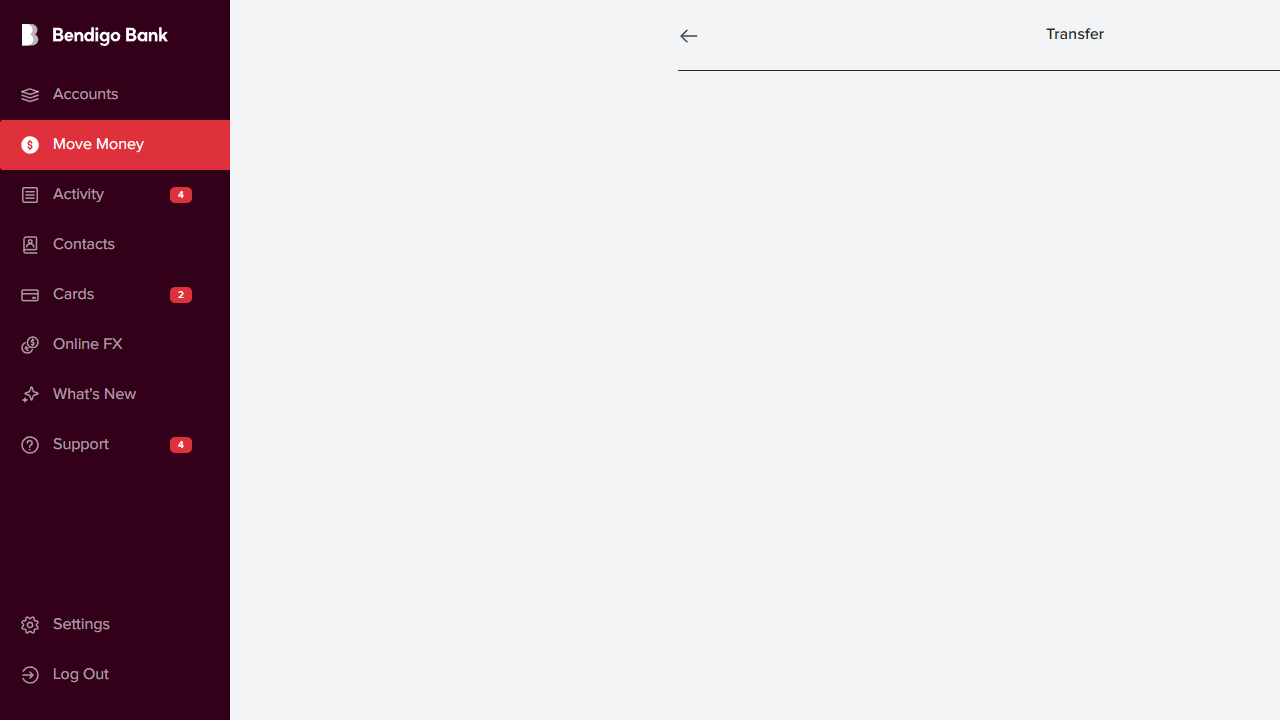 Bendigo Bank
Accounts
Move Money
Activity 4
Contacts
Cards 2
Online FX
What's New
Support 4
Settings
Log Out
Transfer